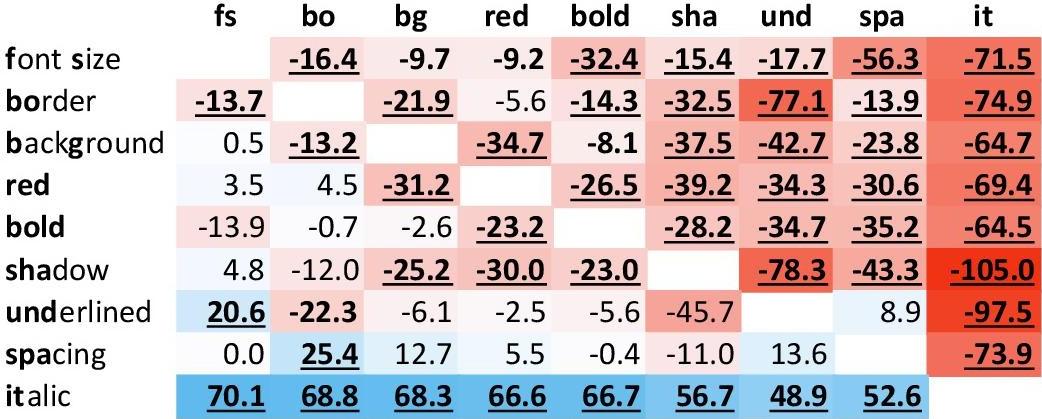 fs bo bg red bold sha und spa it
font size -16.4 -9.7 -9.2 -32.4 -15.4 -17.7 -56.3 -71.5
border -13.7 -21.9 -5.6 -14.3 -32.5 -77.1 -13.9 -74.9
background 0.5 -13.2 -34.7 -8.1 -37.5 -42.7 -23.8 -64.7
red 3.5 4.5 -31.2 -26.5 -39.2 -34.3 -30.6 -69.4
bold -13.9 -0.7 -2.6 -23.2 -28.2 -34.7 -35.2 -64.5
shadow 4.8 -12.0 -25.2 -30.0 -23.0 -78.3 -43.3 -105.0
underlined 20.6 -22.3 -6.1 -2.5 -5.6 -45.7 8.9 -97.5
spacing 0.0 25.4 12.7 5.5 -0.4 -11.0 13.6 -73.9
italic 70.1 68.8 68.3 66.6 66.7 56.7 48.9 52.6